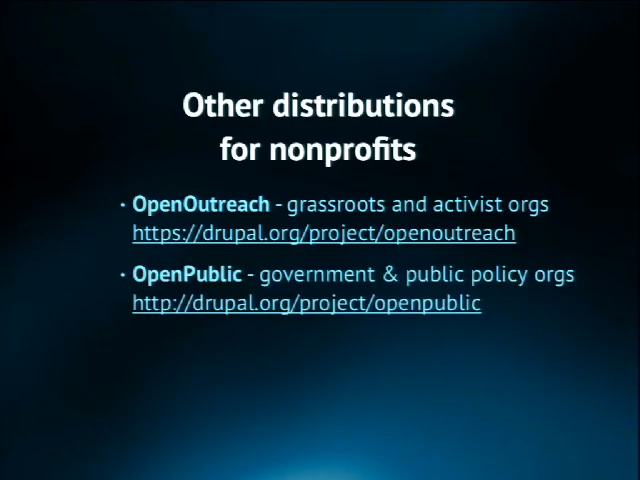 Other distributions
for nonprofits
· OpenOutreach - grassroots and activist orgs
https://drupal.org/project/openoutreach
· OpenPublic - government & public policy orgs
http://drupal.org/project/openpublic